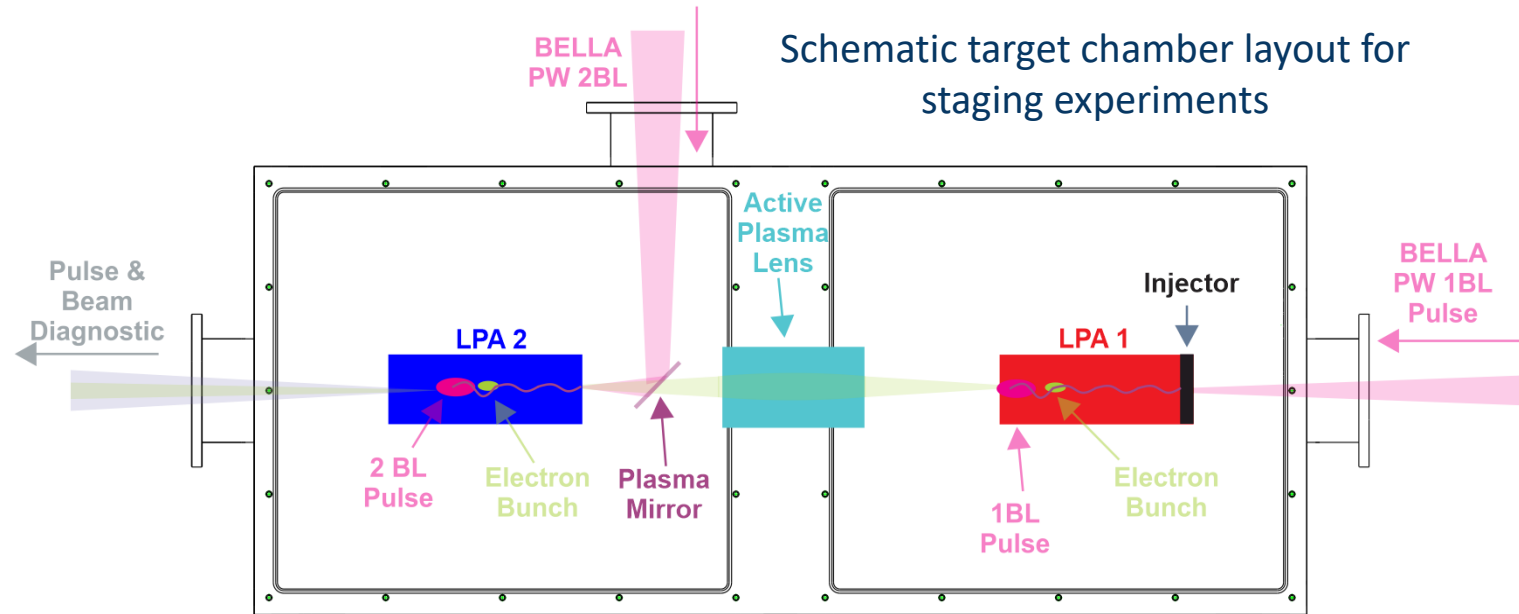 Schematic target chamber layout for
staging experiments
BELLA
PW 2BL
Active
Plasma
Lens
Pulse &
Beam
Diagnostic
LPA 2
Injector
LPA 1
BELLA
PW 1BL
Pulse
2 BL
Pulse
Electron
Bunch
Plasma
Mirror
1BL
Pulse
Electron
Bunch